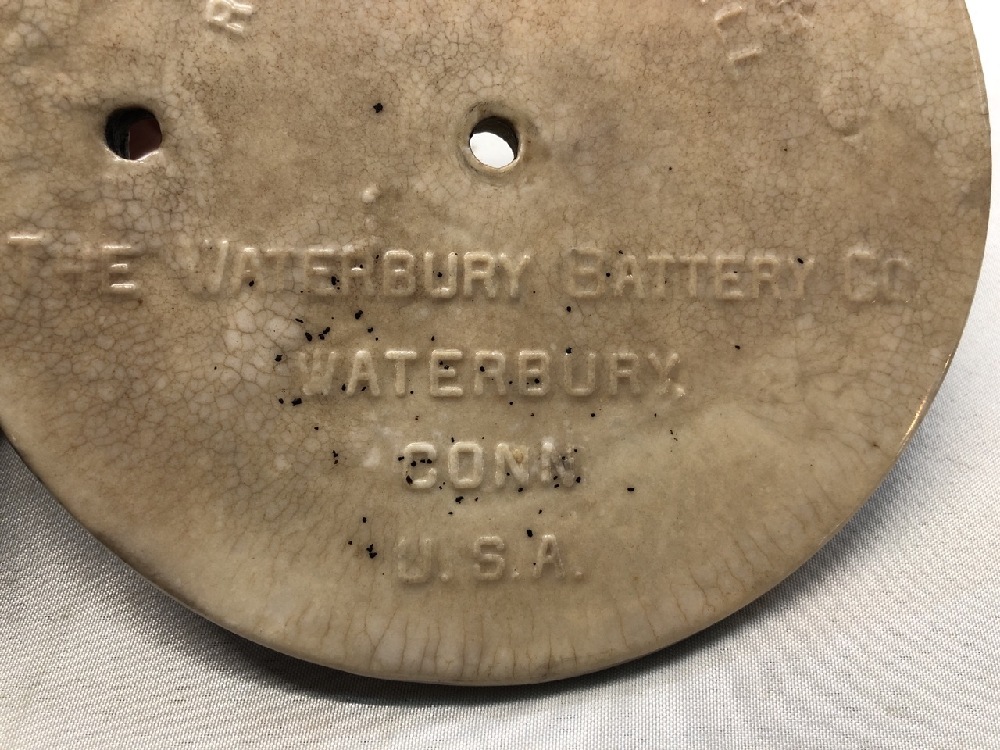 THE WATERBURY BATTERY CO
WATERBURY,
CONN
U.S.A.